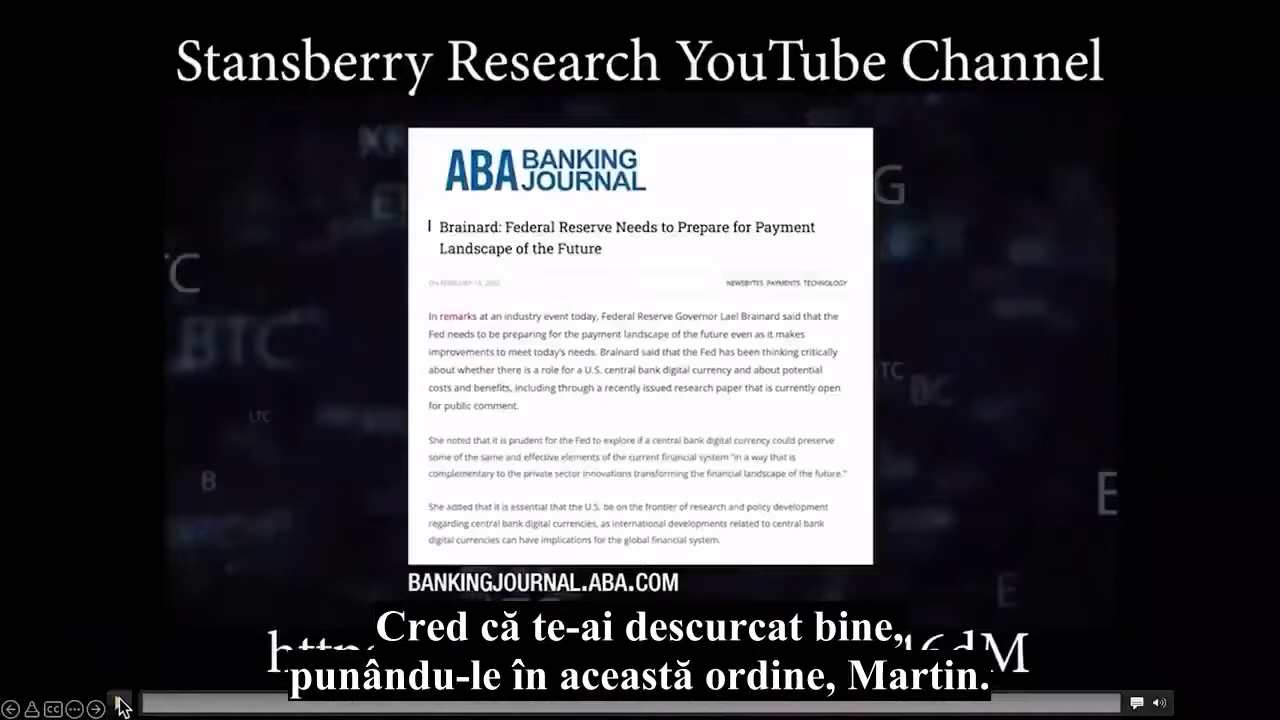 Stansberry Research YouTube Channel
ABA BANKING
JOURNAL
Brainard: Federal Reserve Needs to Prepare for Payment
Landscape of the Future
NEWSBYTES, PAYMENTS, TECHNOLOGY
In remarks at an industry event today, Federal Reserve Governor Lael Brainard said that the
Fed needs to be preparing for the payment landscape of the future even as it makes
improvements to meet today's needs. Brainard said that the Fed has been thinking critically
about whether there is a role for a U.S. central bank digital currency and about potential
costs and benefits, including through a recently issued research paper that is currently open
for public comment.
She noted that it is prudent for the Fed to explore if a central bank digital currency could preserve
some of the same and effective elements of the current financial system "in a way that is
complementary to the private sector innovations transforming the financial landscape of the future."
She added that it is essential that the U.S. be on the frontier of research and policy development
regarding central bank digital currencies, as international developments related to central bank
digital currencies can have implications for the global financial system.
BANKINGJOURNAL.ABA.COM
Cred că te-ai descurcat bine,
punându-le în această ordine, Martin.
BTC
LTC
TC
BC
B
E
E
G
TC
CC